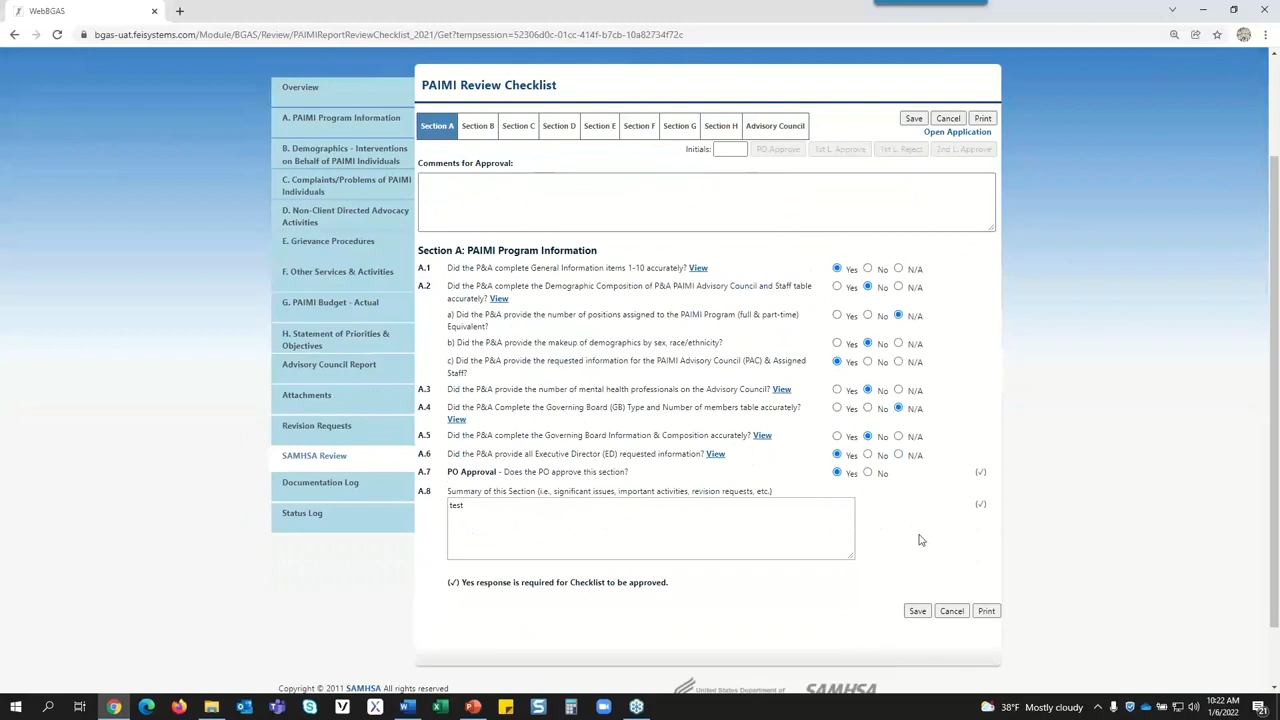 WebBGAS
bgas-uat.feisystems.com/Module/BGAS/Review/PAIMIReportReviewChecklist_2021/Get?tempsession=52306d0c-01cc-414f-b7cb-10a82734f72c
Overview
A. PAIMI Program Information
B. Demographics - Interventions
on Behalf of PAIMI Individuals
C. Complaints/Problems of PAIMI
Individuals
D. Non-Client Directed Advocacy
Activities
E. Grievance Procedures
F. Other Services & Activities
G. PAIMI Budget - Actual
H. Statement of Priorities &
Objectives
Advisory Council Report
Attachments
Revision Requests
SAMHSA Review
Documentation Log
Status Log
PAIMI Review Checklist
Section A Section B Section C Section D Section E Section F Section G Section H Advisory Council
Save Cancel Print
Open Application
Initials: PO Approve 1st L. Approve 1st L. Reject 2nd L. Approve
Comments for Approval:
Section A: PAIMI Program Information
A.1 Did the P&A complete General Information items 1-10 accurately? View Yes No N/A
A.2 Did the P&A complete the Demographic Composition of P&A PAIMI Advisory Council and Staff table Yes No N/A
accurately? View
a) Did the P&A provide the number of positions assigned to the PAIMI Program (full & part-time) Yes No N/A
Equivalent?
b) Did the P&A provide the makeup of demographics by sex, race/ethnicity? Yes No N/A
c) Did the P&A provide the requested information for the PAIMI Advisory Council (PAC) & Assigned Yes No N/A
Staff?
A.3 Did the P&A provide the number of mental health professionals on the Advisory Council? View Yes No N/A
A.4 Did the P&A Complete the Governing Board (GB) Type and Number of members table accurately? Yes No N/A
View
A.5 Did the P&A complete the Governing Board Information & Composition accurately? View Yes No N/A
A.6 Did the P&A provide all Executive Director (ED) requested information? View Yes No N/A
A.7 PO Approval - Does the PO approve this section? Yes No (✓)
A.8 Summary of this Section (i.e., significant issues, important activities, revision requests, etc.)
test (✓)
(✓) Yes response is required for Checklist to be approved.
Save Cancel Print
Copyright © 2011 SAMHSA All rights reserved
United States Department of
SAMHSA
38°F Mostly cloudy
10:22 AM
1/6/2022